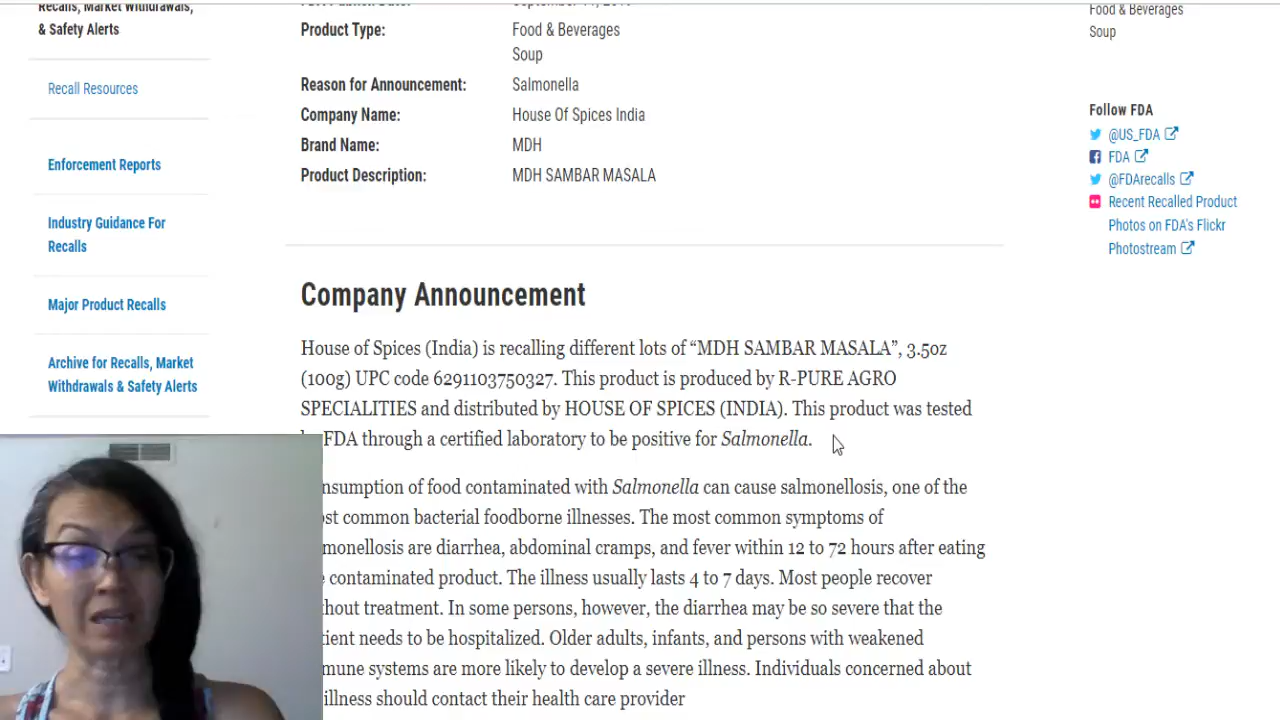 Recalls, Market Withdrawals,
& Safety Alerts
Recall Resources
Enforcement Reports
Industry Guidance For
Recalls
Major Product Recalls
Archive for Recalls, Market
Withdrawals & Safety Alerts
Product Type:
Food & Beverages
Soup
Reason for Announcement:
Salmonella
Company Name:
House Of Spices India
Brand Name:
MDH
Product Description:
MDH SAMBAR MASALA
Company Announcement
House of Spices (India) is recalling different lots of “MDH SAMBAR MASALA”, 3.5oz
(100g) UPC code 6291103750327. This product is produced by R-PURE AGRO
SPECIALITIES and distributed by HOUSE OF SPICES (INDIA). This product was tested
FDA through a certified laboratory to be positive for Salmonella.
nsumption of food contaminated with Salmonella can cause salmonellosis, one of the
st common bacterial foodborne illnesses. The most common symptoms of
monellosis are diarrhea, abdominal cramps, and fever within 12 to 72 hours after eating
contaminated product. The illness usually lasts 4 to 7 days. Most people recover
hout treatment. In some persons, however, the diarrhea may be so severe that the
ient needs to be hospitalized. Older adults, infants, and persons with weakened
mune systems are more likely to develop a severe illness. Individuals concerned about
illness should contact their health care provider
Food & Beverages
Soup
Follow FDA
@US_FDA
FDA
@FDArecalls
Recent Recalled Product
Photos on FDA's Flickr
Photostream